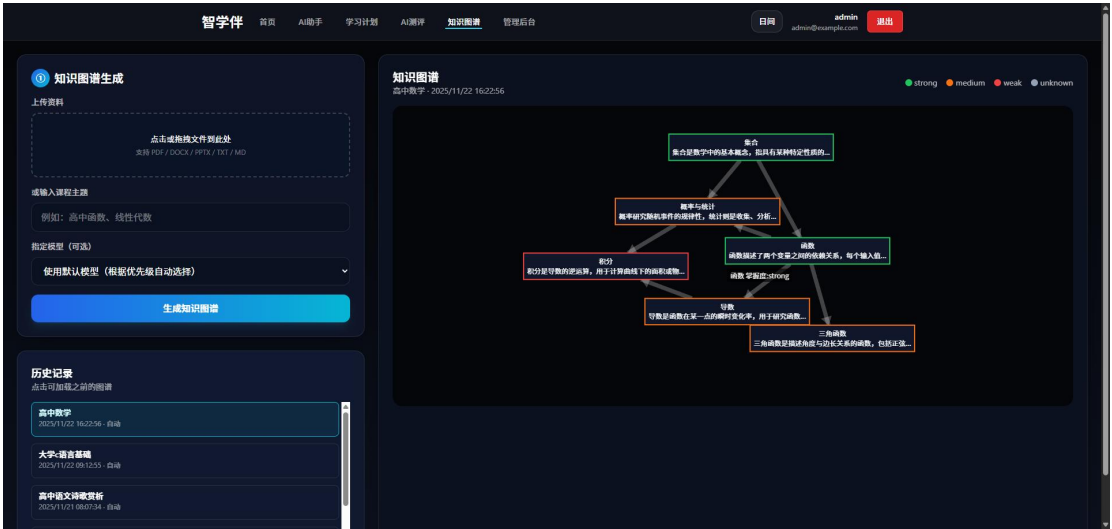 智学伴 首页 AI助手 学习计划 AI测评 知识图谱 管理后台 日间 admin 退出
admin@example.com
① 知识图谱生成
上传资料
点击或拖拽文件到此处
支持 PDF / DOCX / PPTX / TXT / MD
或输入课程主题
例如：高中函数、线性代数
指定模型（可选）
使用默认模型（根据优先级自动选择）
生成知识图谱
历史记录
点击可加载之前的图谱
高中数学
2025/11/22 16:22:56 · 自动
大学c语言基础
2025/11/22 09:12:55 · 自动
高中语文诗歌赏析
2025/11/21 08:07:34 · 自动
知识图谱
高中数学 · 2025/11/22 16:22:56
strong medium weak unknown
集合
集合是数学中的基本概念，指具有某种特定性质的...
概率与统计
概率研究随机事件的规律性，统计则是收集、分析...
函数
函数描述了两个变量之间的依赖关系，每个输入值...
积分
积分是导数的逆运算，用于计算曲线下的面积或物...
函数 掌握度:strong
导数
导数是函数在某一点的瞬时变化率，用于研究函数...
三角函数
三角函数是描述角度与边长关系的函数，包括正弦...